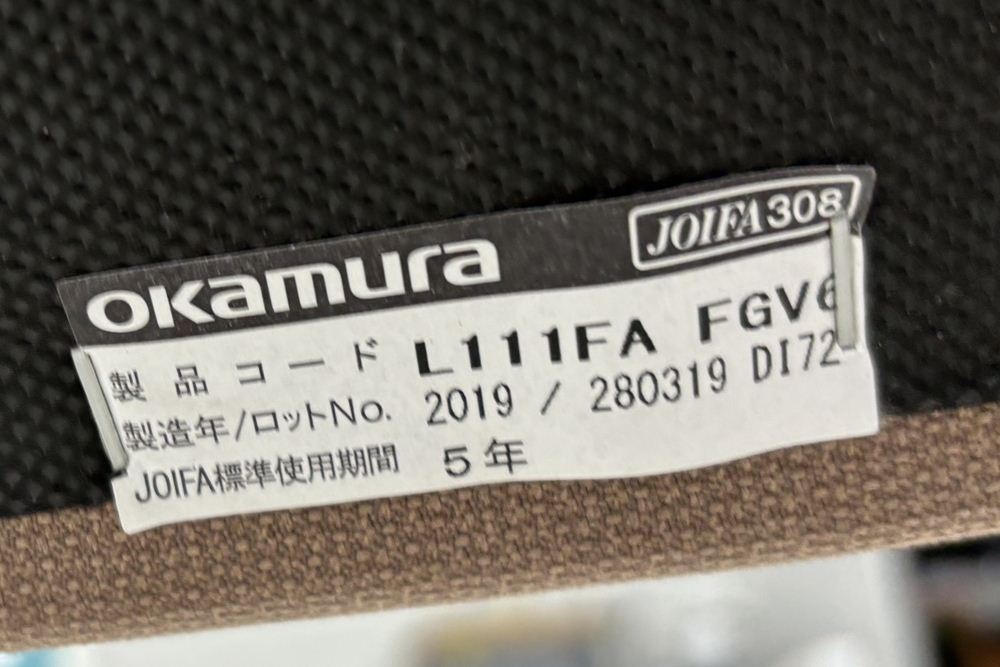 okamura JOIFA308
製品コード L111FA FGV6
製造年/ロットNo. 2019 / 280319 DI72
JOIFA標準使用期間 5年